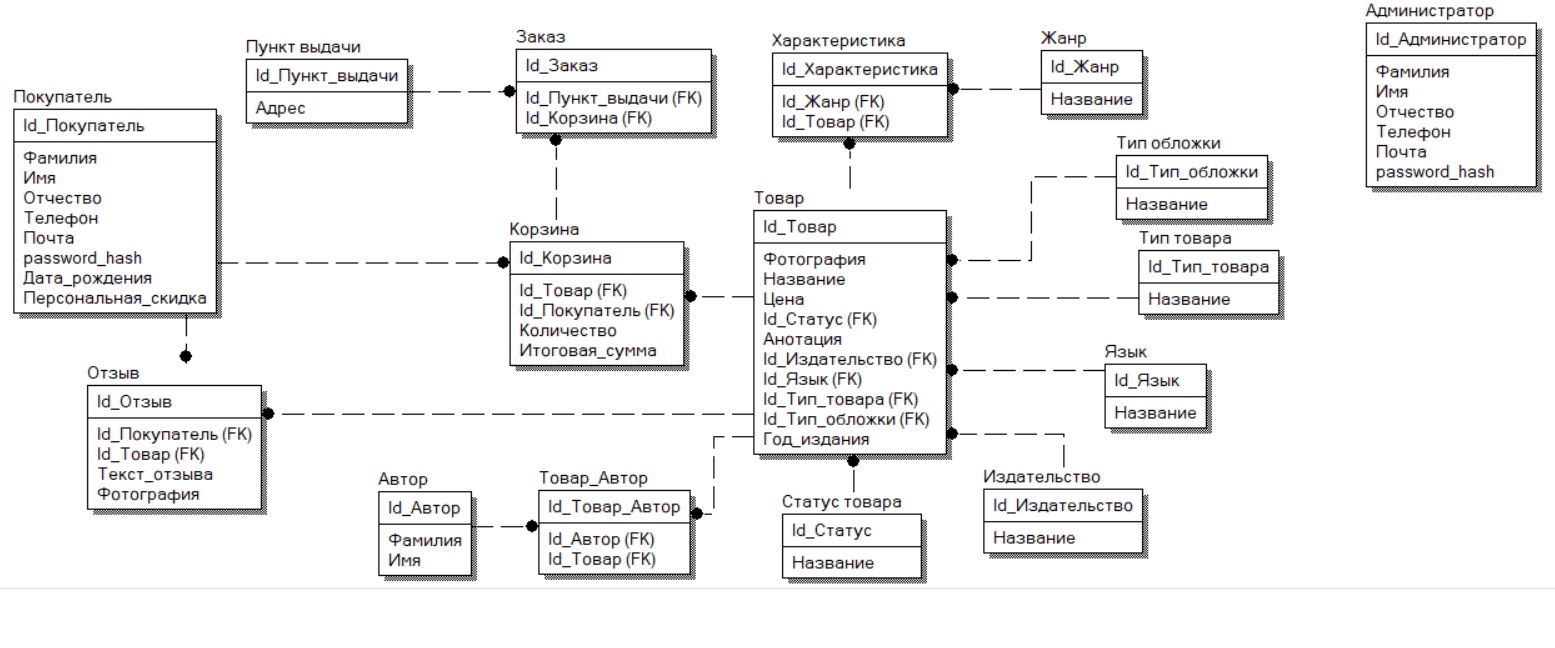 Администратор
Id_Администратор
Фамилия
Имя
Отчество
Телефон
Почта
password_hash
Заказ
Id_Заказ
Id_Пункт_выдачи (FK)
Id_Корзина (FK)
Характеристика
Id_Характеристика
Id_Жанр (FK)
Id_Товар (FK)
Жанр
Id_Жанр
Название
Пункт выдачи
Id_Пункт_выдачи
Адрес
Покупатель
Id_Покупатель
Фамилия
Имя
Отчество
Телефон
Почта
password_hash
Дата_рождения
Персональная_скидка
Тип обложки
Id_Тип_обложки
Название
Товар
Id_Товар
Фотография
Название
Цена
Id_Статус (FK)
Анотация
Id_Издательство (FK)
Id_Язык (FK)
Id_Тип_товара (FK)
Id_Тип_обложки (FK)
Год_издания
Корзина
Id_Корзина
Id_Товар (FK)
Id_Покупатель (FK)
Количество
Итоговая_сумма
Тип товара
Id_Тип_товара
Название
Язык
Id_Язык
Название
Отзыв
Id_Отзыв
Id_Покупатель (FK)
Id_Товар (FK)
Текст_отзыва
Фотография
Автор
Id_Автор
Фамилия
Имя
Товар_Автор
Id_Товар_Автор
Id_Автор (FK)
Id_Товар (FK)
Статус товара
Id_Статус
Название
Издательство
Id_Издательство
Название